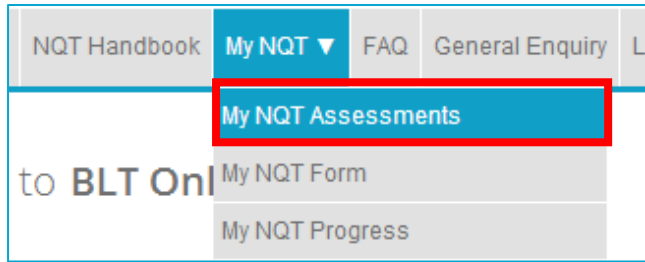 NQT Handbook My NQT ▼ FAQ General Enquiry L
My NQT Assessments
to BLT Onl My NQT Form
My NQT Progress